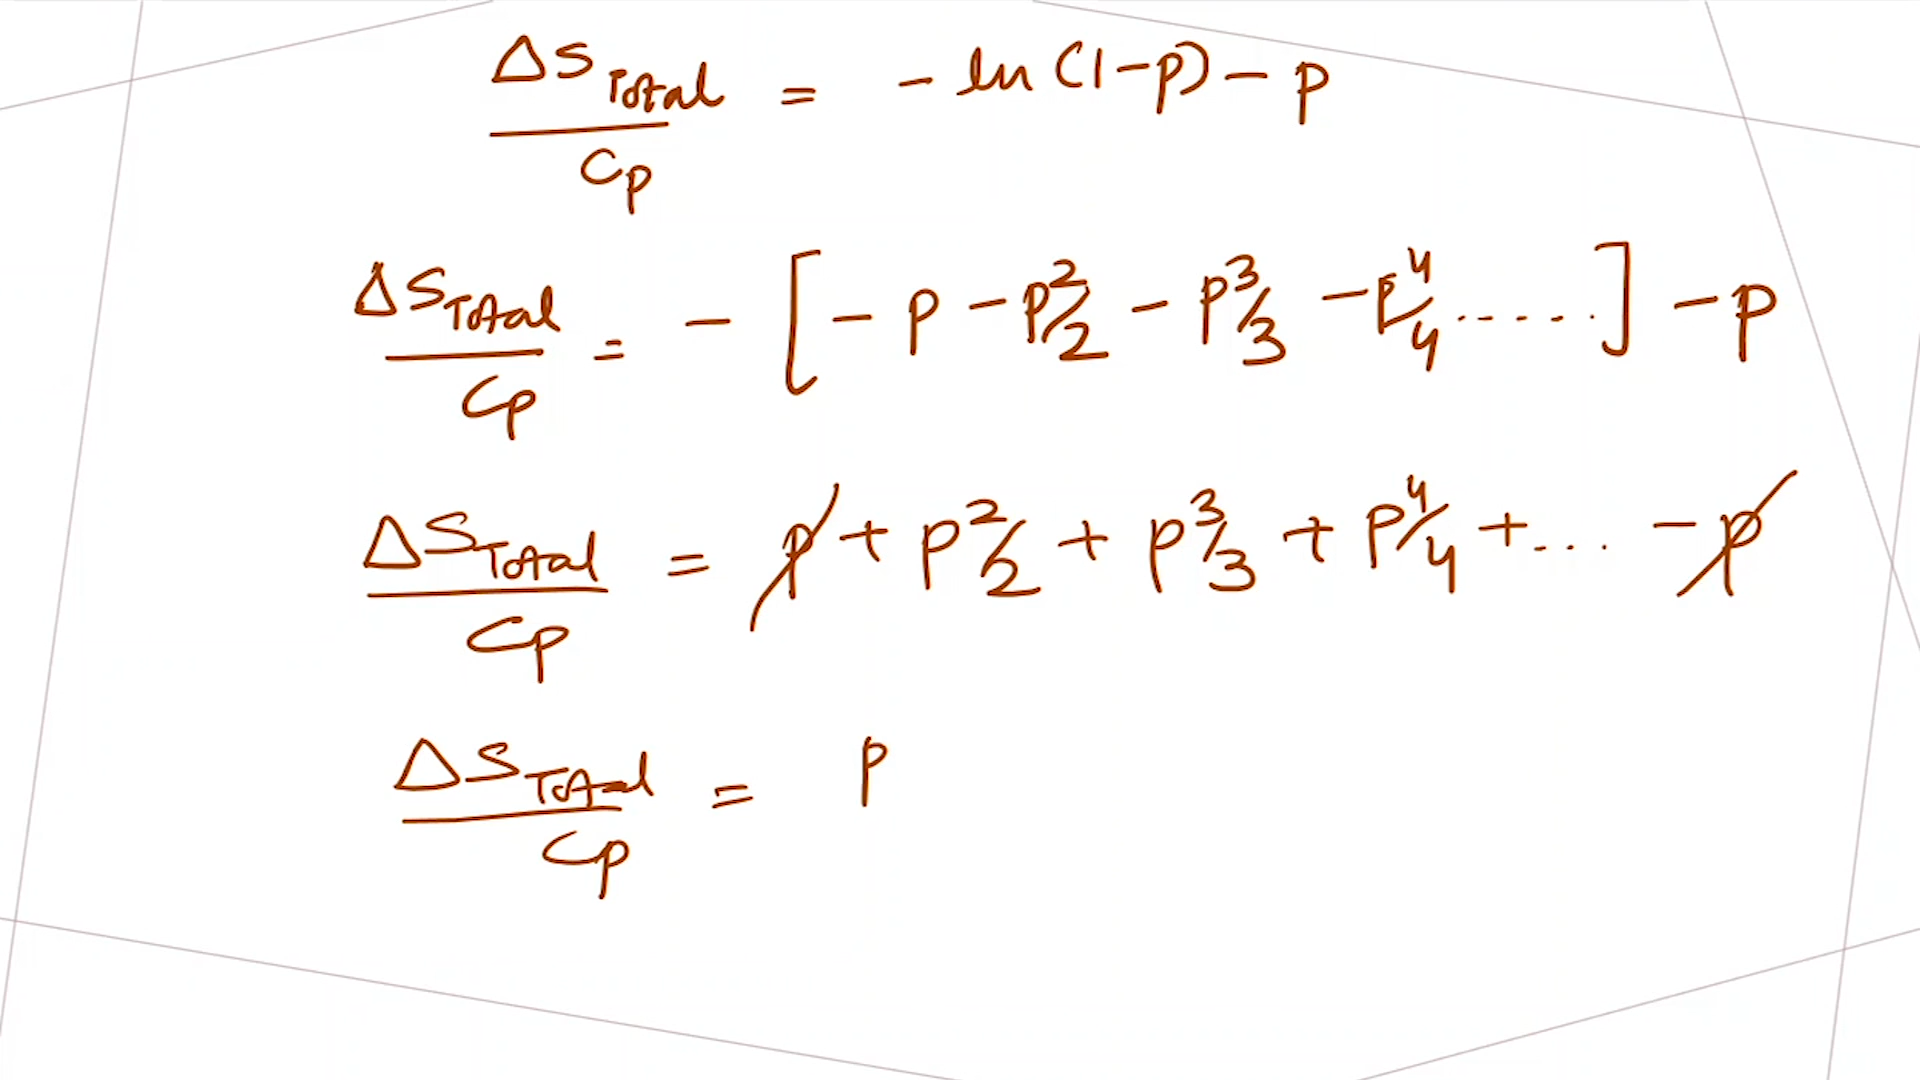 ΔS_Total / Cp = - ln (1-p) - p
ΔS_Total / Cp = - [ - p - p²/2 - p³/3 - p⁴/4 ...... ] - p
ΔS_Total / Cp = p + p²/2 + p³/3 + p⁴/4 + ... - p
ΔS_Total / Cp = p